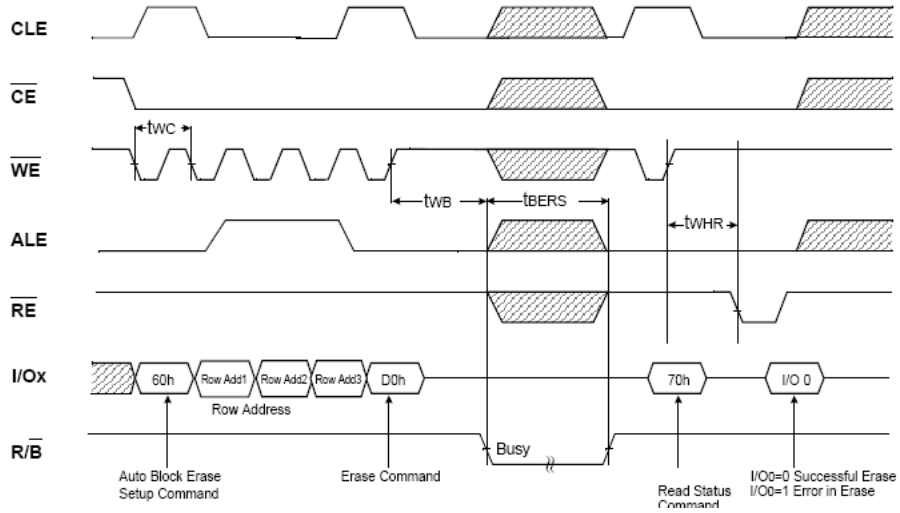 CLE
CE
tWC
WE
tWB
tBERS
tWHR
ALE
RE
I/Ox
60h
Row Add1
Row Add2
Row Add3
D0h
70h
I/O 0
Row Address
R/B
Busy
Auto Block Erase
Setup Command
Erase Command
Read Status
Command
I/O0=0 Successful Erase
I/O0=1 Error in Erase